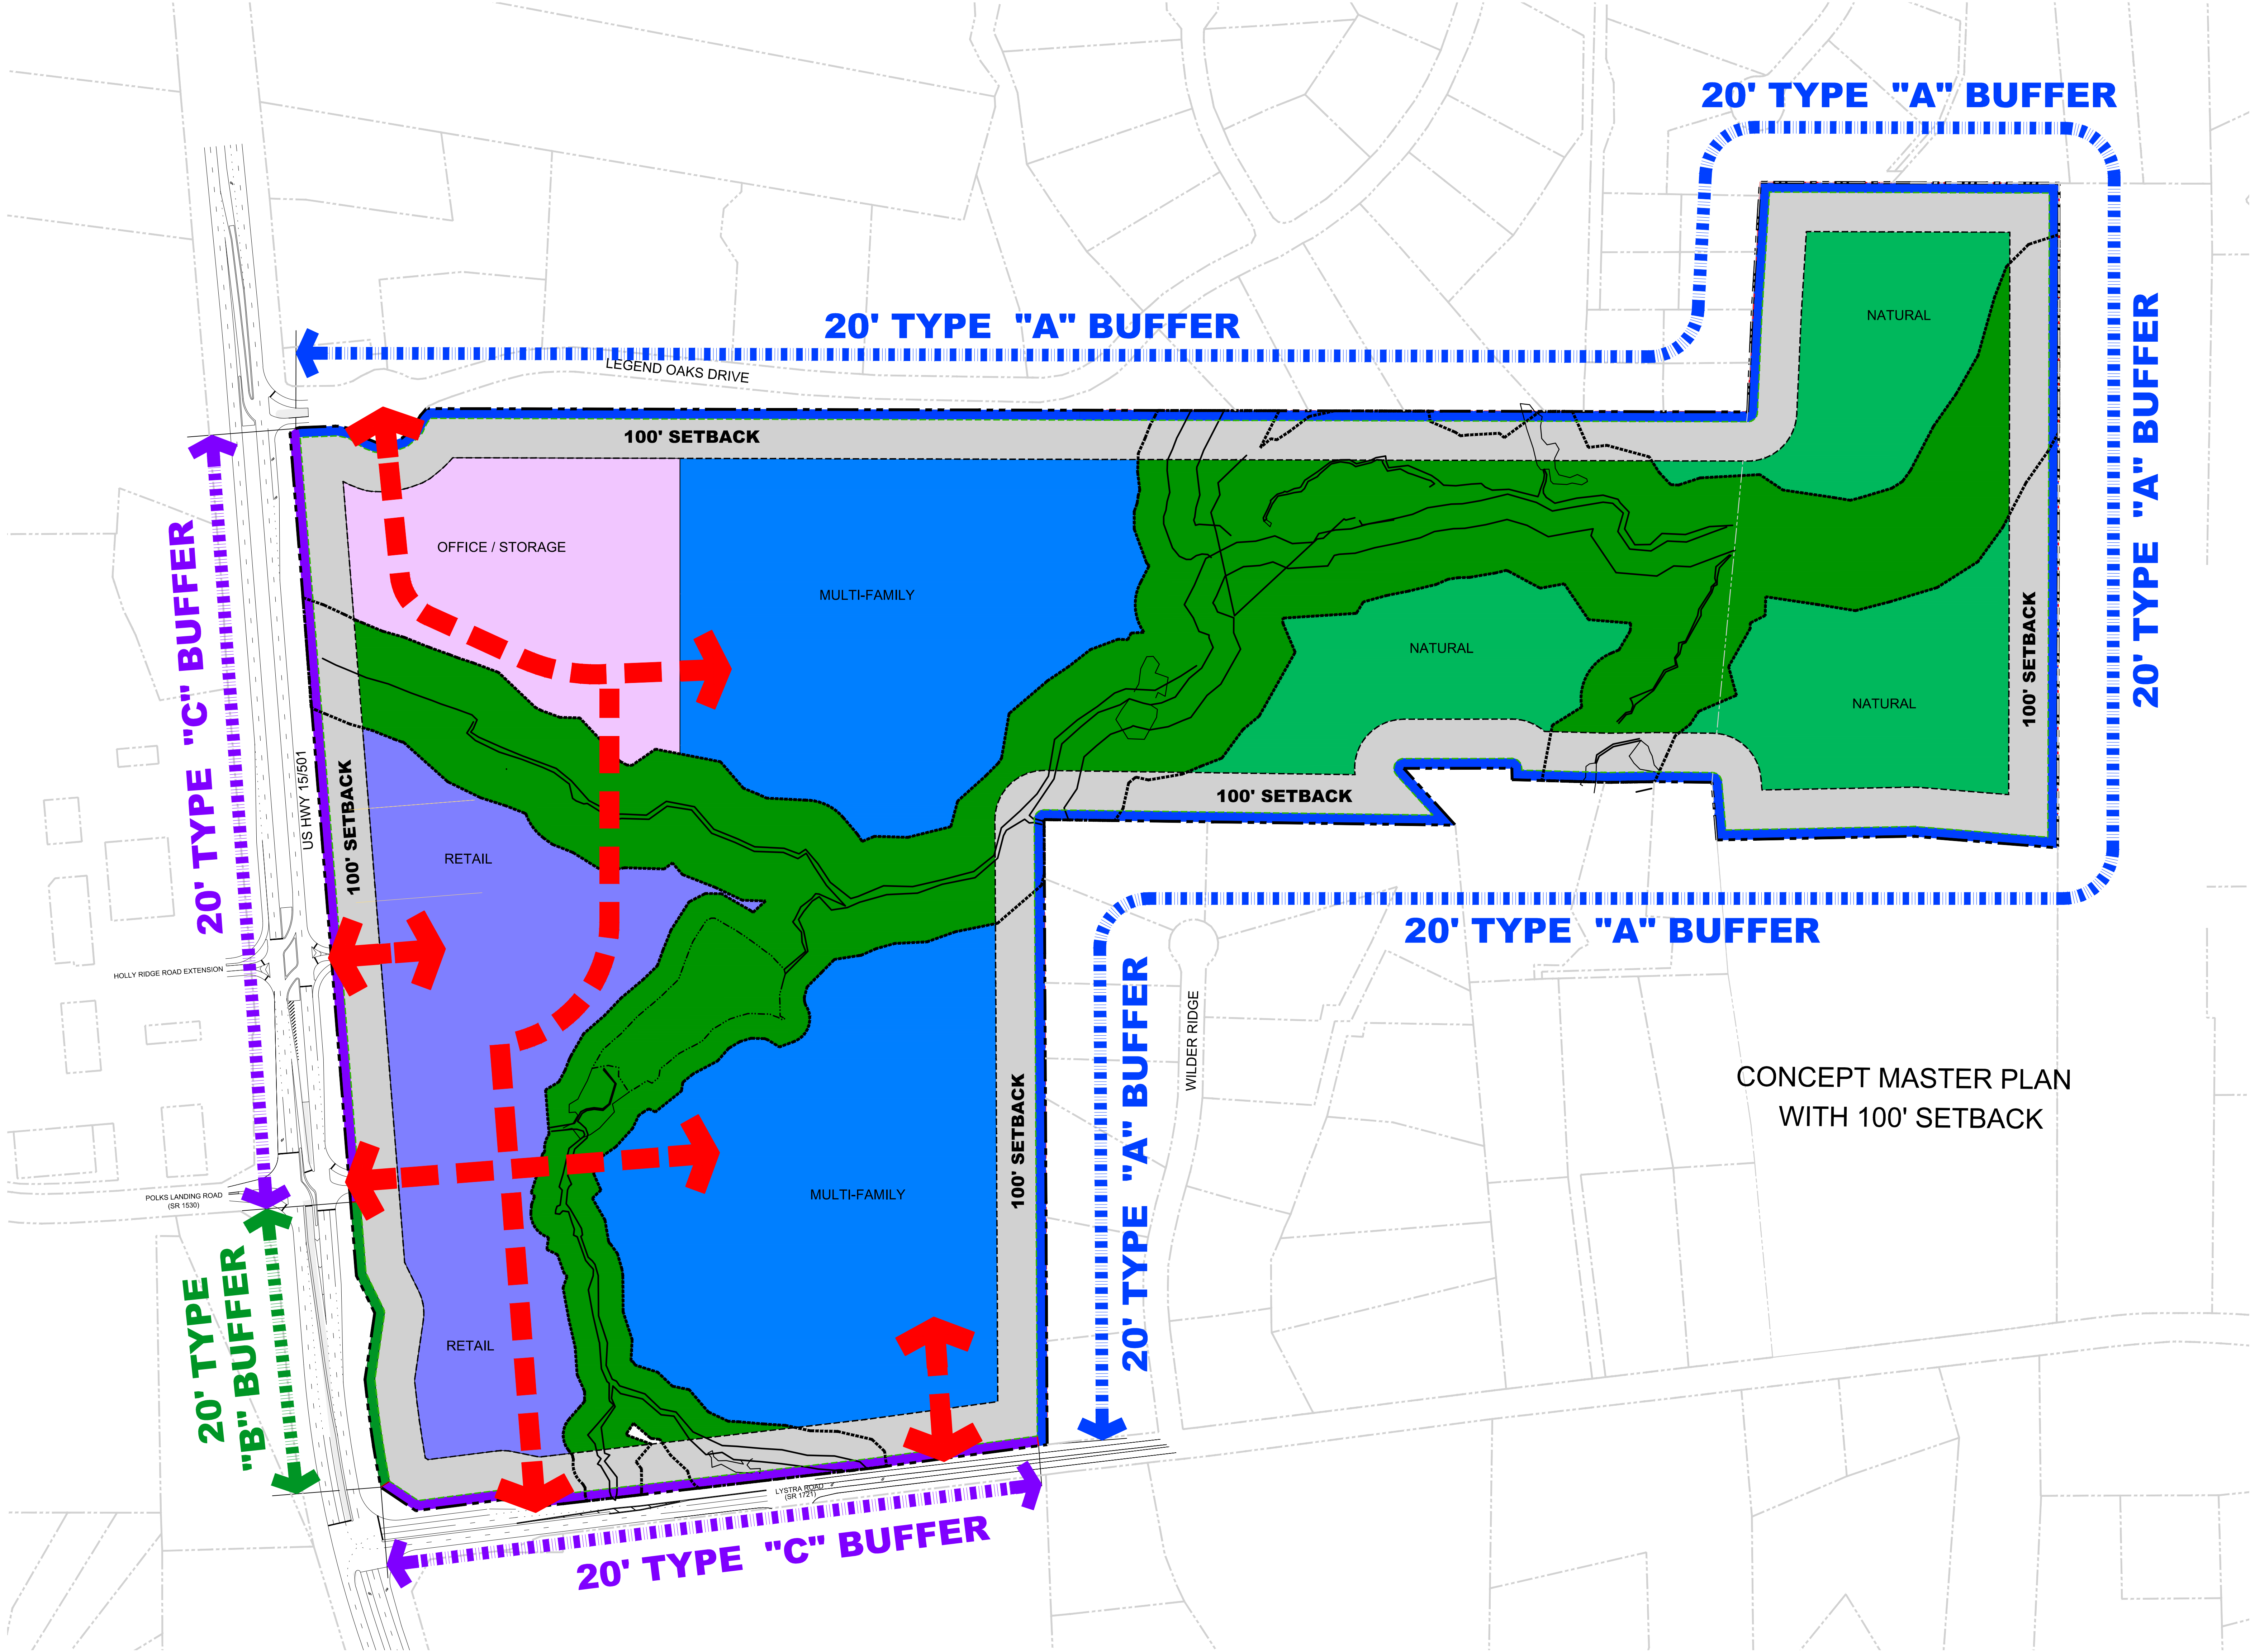 20' TYPE "A" BUFFER
20' TYPE "A" BUFFER
LEGEND OAKS DRIVE
100' SETBACK
NATURAL
20' TYPE "A" BUFFER
OFFICE / STORAGE
MULTI-FAMILY
NATURAL
NATURAL
100' SETBACK
20' TYPE "C" BUFFER
US HWY 15/501
100' SETBACK
RETAIL
100' SETBACK
20' TYPE "A" BUFFER
HOLLY RIDGE ROAD EXTENSION
WILDER RIDGE
20' TYPE "A" BUFFER
100' SETBACK
CONCEPT MASTER PLAN
WITH 100' SETBACK
POLKS LANDING ROAD
(SR 1530)
MULTI-FAMILY
20' TYPE
"B" BUFFER
RETAIL
LYSTRA ROAD
(SR 1721)
20' TYPE "C" BUFFER